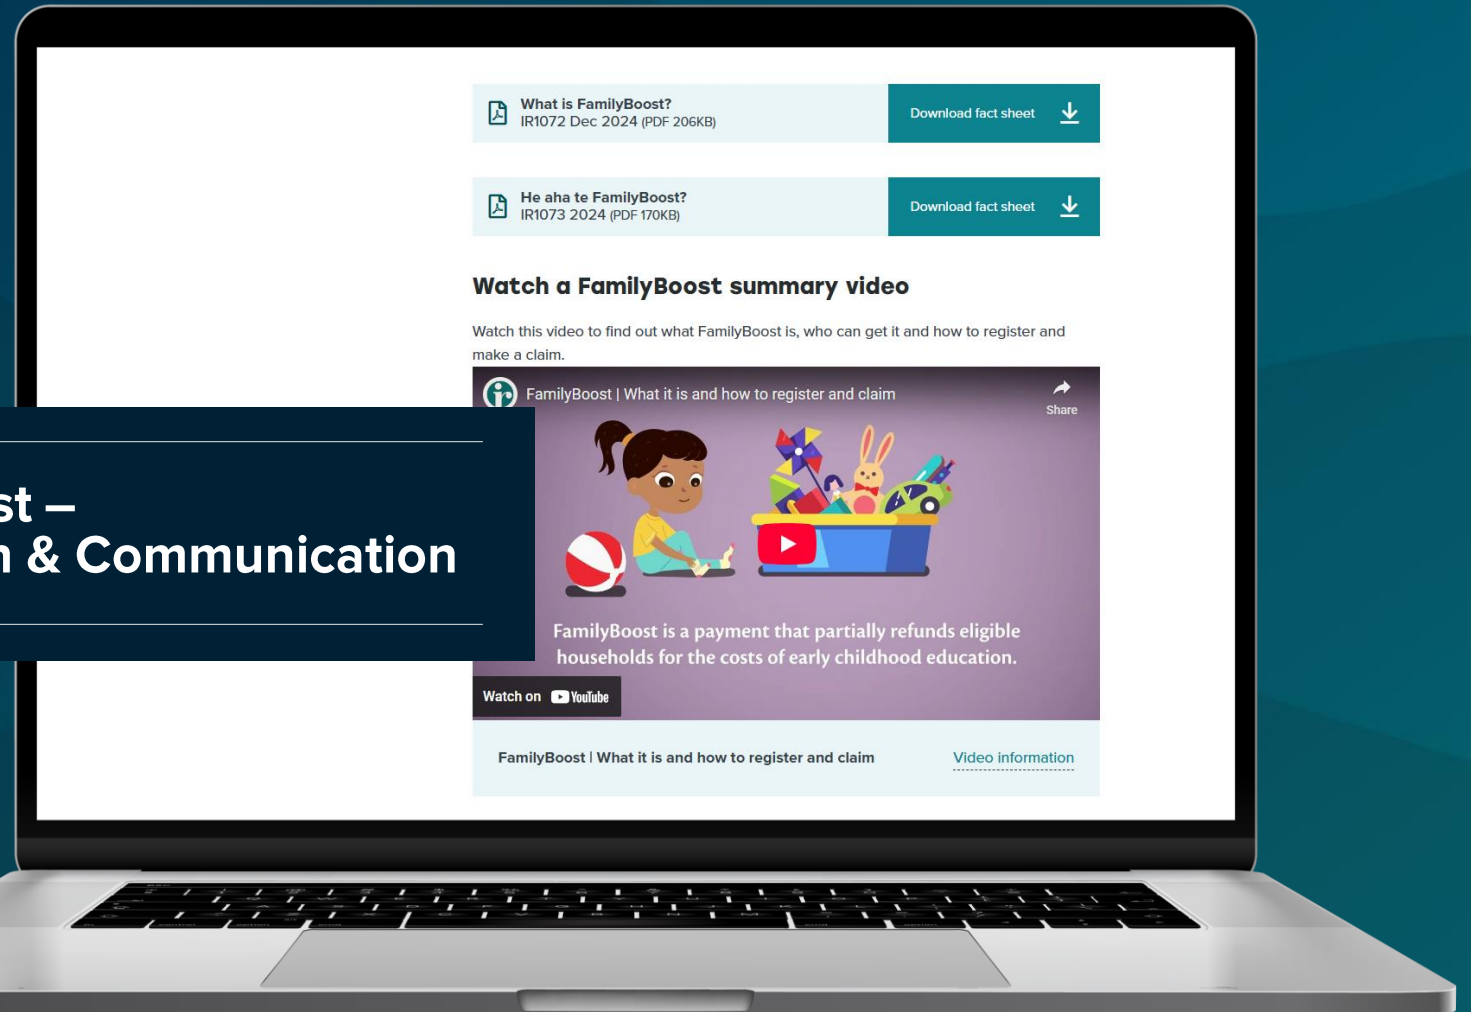 What is FamilyBoost?
IR1072 Dec 2024 (PDF 206KB)
Download fact sheet
He aha te FamilyBoost?
IR1073 2024 (PDF 170KB)
Download fact sheet
Watch a FamilyBoost summary video
Watch this video to find out what FamilyBoost is, who can get it and how to register and
make a claim.
ir
FamilyBoost | What it is and how to register and claim
Share
st –
n & Communication
FamilyBoost is a payment that partially refunds eligible
households for the costs of early childhood education.
Watch on YouTube
FamilyBoost | What it is and how to register and claim
Video information